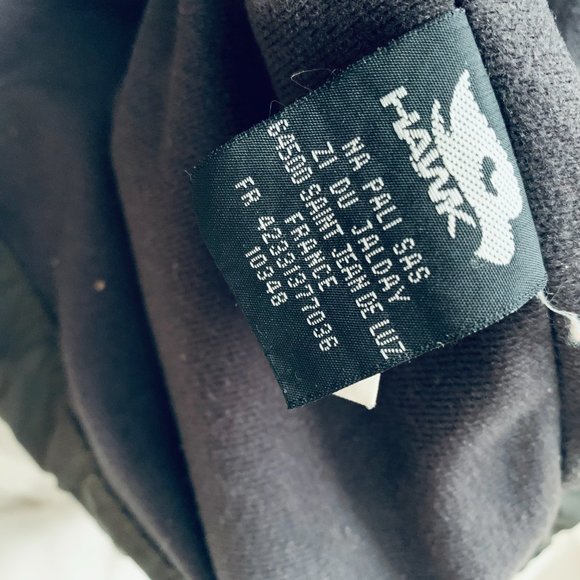 HAWK
NA PALI SAS
ZI DU JALDAY
64500 SAINT JEAN DE LUZ
FRANCE
FR 42331377036
10348